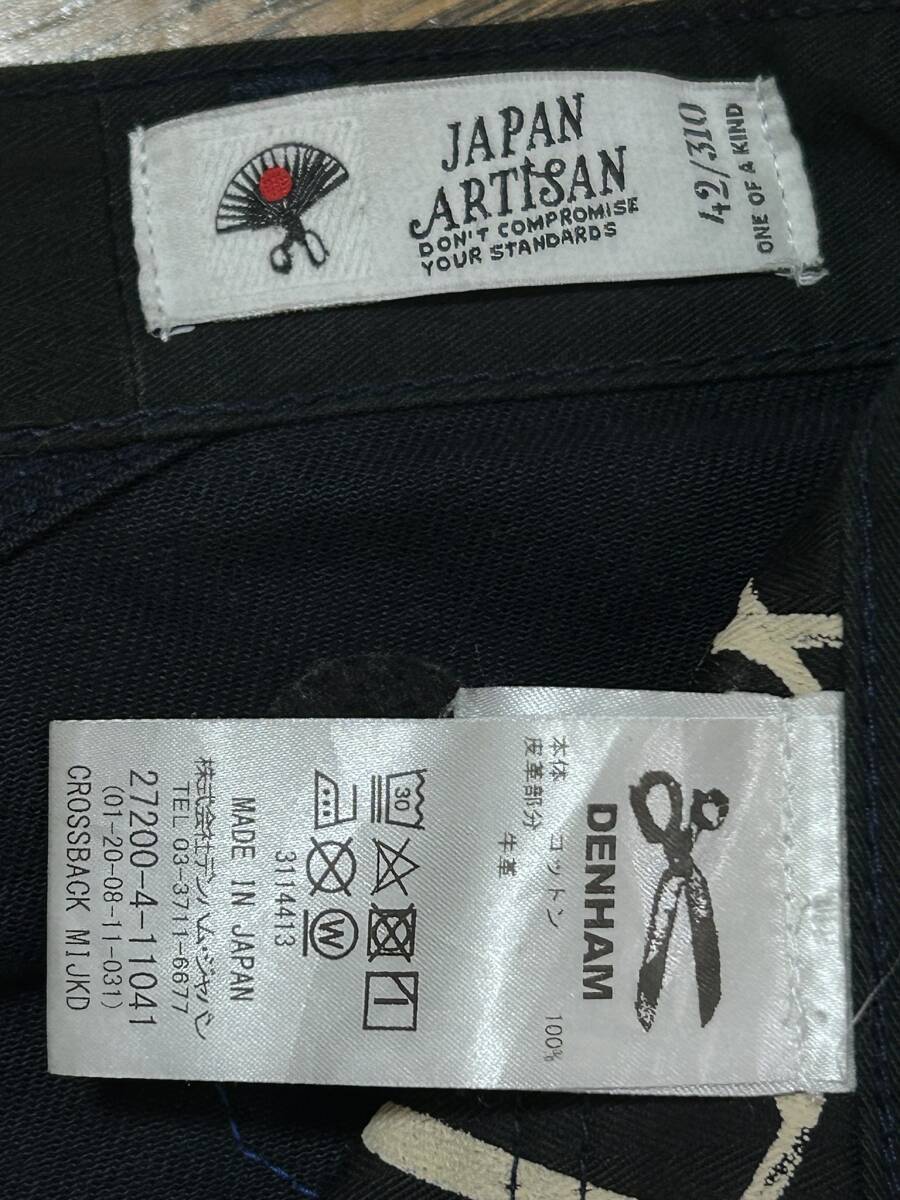 JAPAN
ARTISAN
DON'T COMPROMISE
YOUR STANDARDS
42/310
ONE OF A KIND
DENHAM
本体 コットン 100%
皮革部分 牛革
30
W
3114413
MADE IN JAPAN
株式会社デンハム・ジャパン
TEL 03-3711-6677
27200-4-11041
(01-20-08-11-031)
CROSSBACK MIJKD